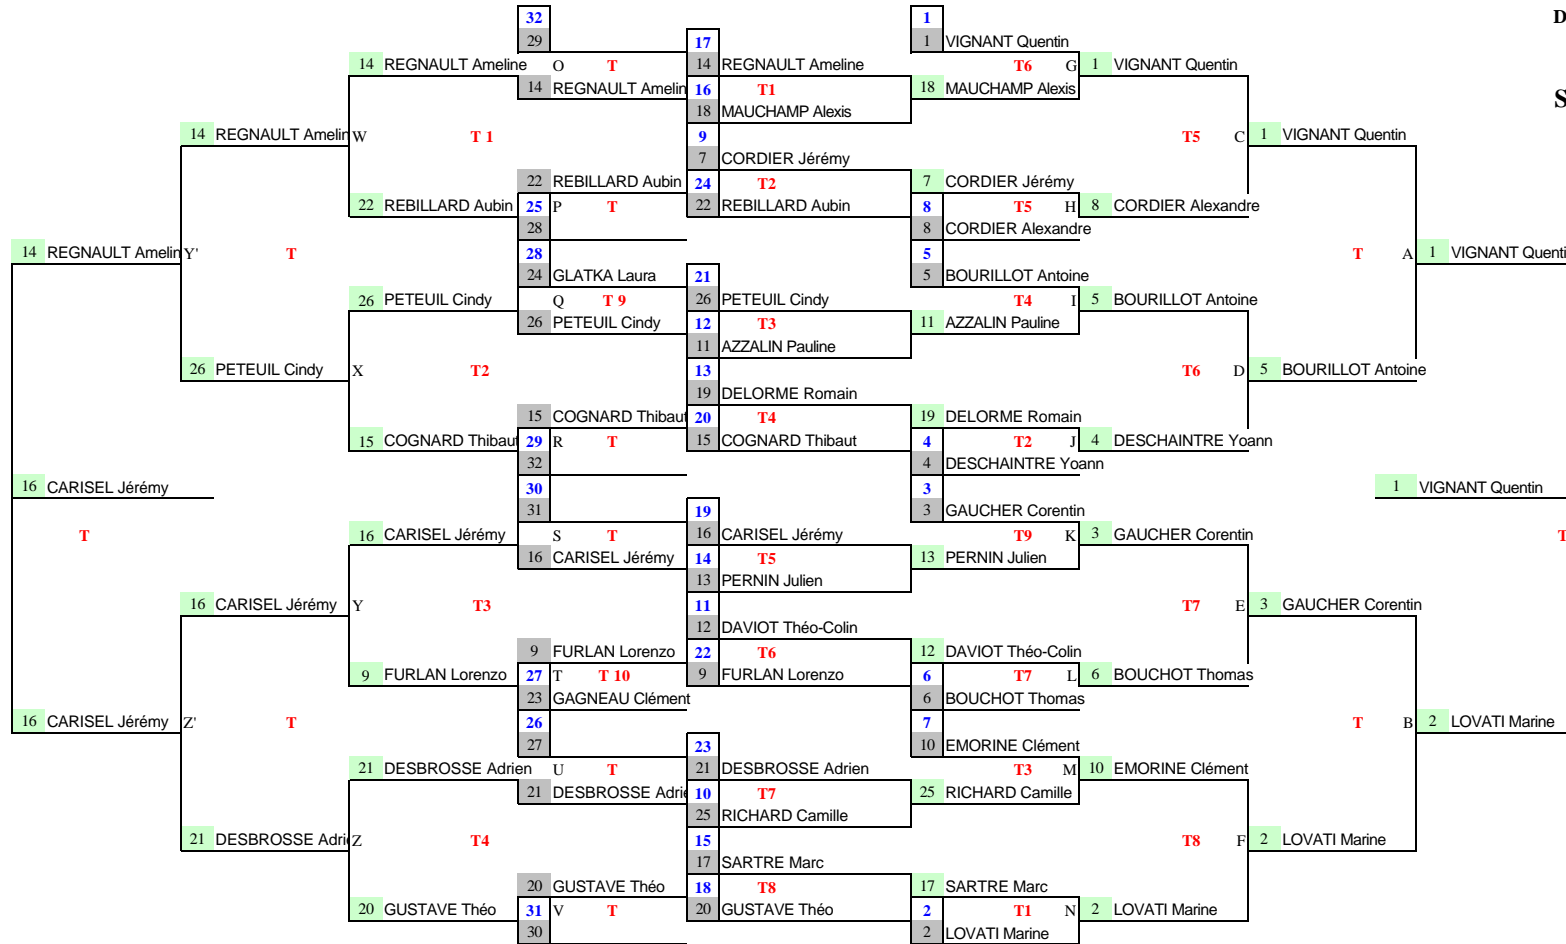 32 1 D
29 17 1 VIGNANT Quentin
14 REGNAULT Ameline O T 14 REGNAULT Ameline T6 G 1 VIGNANT Quentin
14 REGNAULT Amelin 16 T1 18 MAUCHAMP Alexis S
18 MAUCHAMP Alexis
14 REGNAULT Amelin W T 1 9 T5 C 1 VIGNANT Quentin
7 CORDIER Jérémy
22 REBILLARD Aubin 24 T2 7 CORDIER Jérémy
22 REBILLARD Aubin 25 P T 22 REBILLARD Aubin 8 T5 H 8 CORDIER Alexandre
28 8 CORDIER Alexandre
14 REGNAULT Amelin Y' T 28 5 T A 1 VIGNANT Quenti
24 GLATKA Laura 21 5 BOURILLOT Antoine
26 PETEUIL Cindy Q T 9 26 PETEUIL Cindy T4 I 5 BOURILLOT Antoine
26 PETEUIL Cindy 12 T3 11 AZZALIN Pauline
11 AZZALIN Pauline
26 PETEUIL Cindy X T2 13 T6 D 5 BOURILLOT Antoine
19 DELORME Romain
15 COGNARD Thibaut 20 T4 19 DELORME Romain
15 COGNARD Thibaut 29 R T 15 COGNARD Thibaut 4 T2 J 4 DESCHAINTRE Yoann
32 4 DESCHAINTRE Yoann
16 CARISEL Jérémy 30 3 1 VIGNANT Quentin
31 19 3 GAUCHER Corentin
T 16 CARISEL Jérémy S T 16 CARISEL Jérémy T9 K 3 GAUCHER Corentin T
16 CARISEL Jérémy 14 T5 13 PERNIN Julien
13 PERNIN Julien
16 CARISEL Jérémy Y T3 11 T7 E 3 GAUCHER Corentin
12 DAVIOT Théo-Colin
9 FURLAN Lorenzo 22 T6 12 DAVIOT Théo-Colin
9 FURLAN Lorenzo 27 T T 10 9 FURLAN Lorenzo 6 T7 L 6 BOUCHOT Thomas
23 GAGNEAU Clément 6 BOUCHOT Thomas
16 CARISEL Jérémy Z' T 26 7 T B 2 LOVATI Marine
27 23 10 EMORINE Clément
21 DESBROSSE Adrien U T 21 DESBROSSE Adrien T3 M 10 EMORINE Clément
21 DESBROSSE Adrie 10 T7 25 RICHARD Camille
25 RICHARD Camille
21 DESBROSSE Adri Z T4 15 T8 F 2 LOVATI Marine
17 SARTRE Marc
20 GUSTAVE Théo 18 T8 17 SARTRE Marc
20 GUSTAVE Théo 31 V T 20 GUSTAVE Théo 2 T1 N 2 LOVATI Marine
30 2 LOVATI Marine